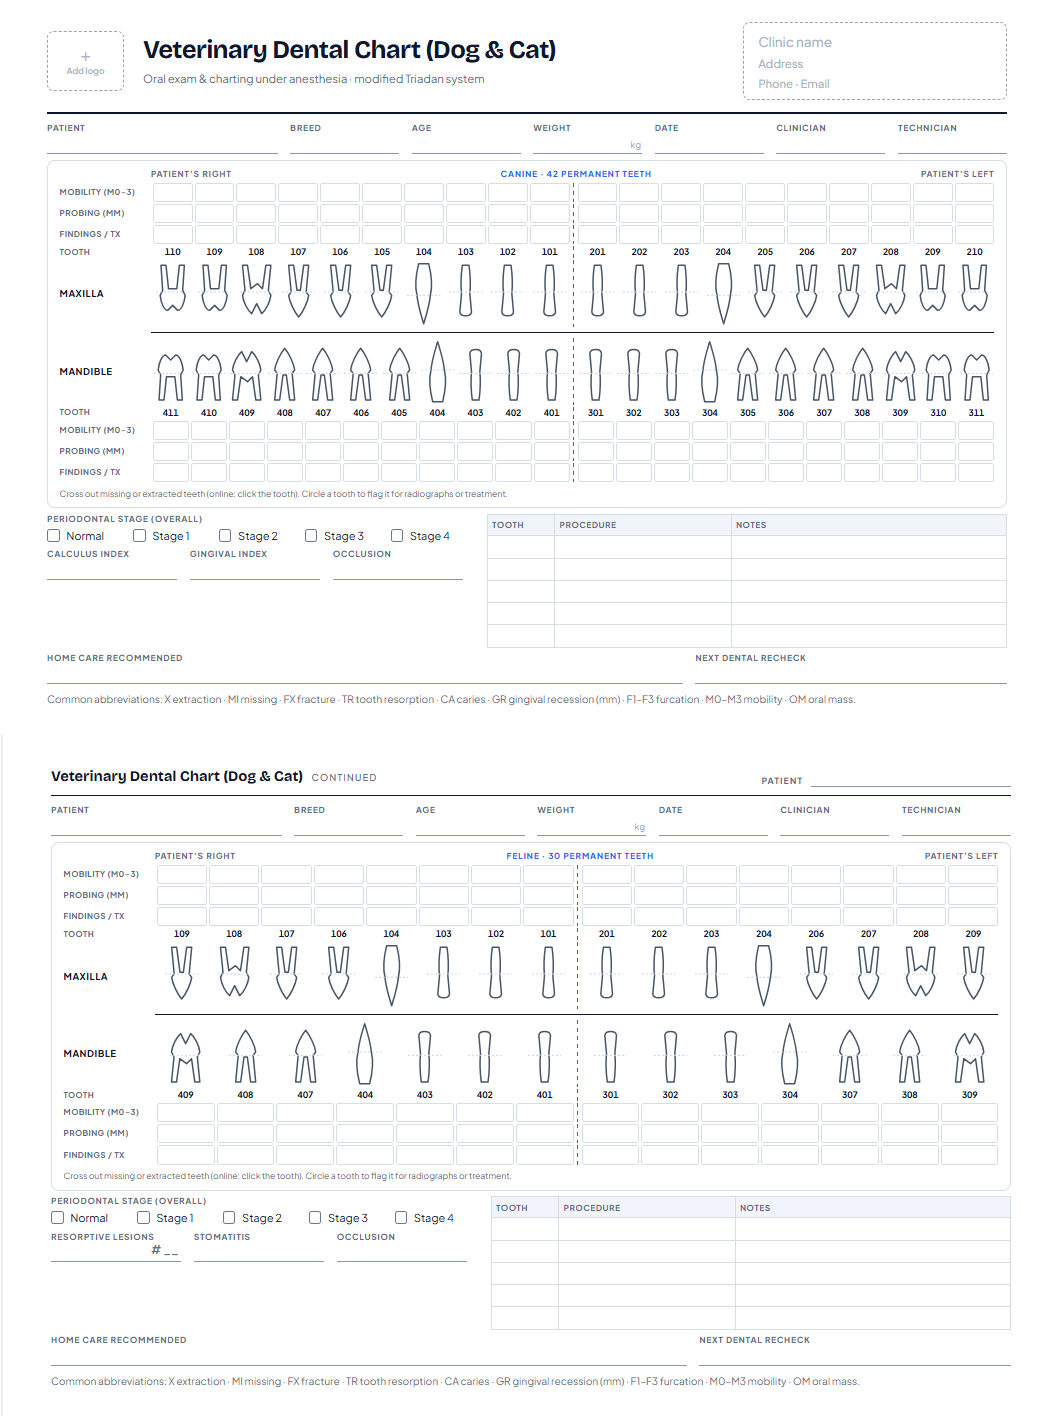 +
Add logo
Veterinary Dental Chart (Dog & Cat)
Oral exam & charting under anesthesia · modified Triadan system
Clinic name
Address
Phone · Email
PATIENT BREED AGE WEIGHT DATE CLINICIAN TECHNICIAN
kg
PATIENT'S RIGHT CANINE · 42 PERMANENT TEETH PATIENT'S LEFT
MOBILITY (M0–3)
PROBING (MM)
FINDINGS / TX
TOOTH 110 109 108 107 106 105 104 103 102 101 201 202 203 204 205 206 207 208 209 210
MAXILLA
MANDIBLE
TOOTH 411 410 409 408 407 406 405 404 403 402 401 301 302 303 304 305 306 307 308 309 310 311
MOBILITY (M0–3)
PROBING (MM)
FINDINGS / TX
Cross out missing or extracted teeth (online: click the tooth). Circle a tooth to flag it for radiographs or treatment.
PERIODONTAL STAGE (OVERALL)
Normal Stage 1 Stage 2 Stage 3 Stage 4
CALCULUS INDEX GINGIVAL INDEX OCCLUSION
TOOTH PROCEDURE NOTES
HOME CARE RECOMMENDED NEXT DENTAL RECHECK
Common abbreviations: X extraction · MI missing · FX fracture · TR tooth resorption · CA caries · GR gingival recession (mm) · F1–F3 furcation · M0–M3 mobility · OM oral mass.
Veterinary Dental Chart (Dog & Cat) CONTINUED
PATIENT
PATIENT BREED AGE WEIGHT DATE CLINICIAN TECHNICIAN
kg
PATIENT'S RIGHT FELINE · 30 PERMANENT TEETH PATIENT'S LEFT
MOBILITY (M0–3)
PROBING (MM)
FINDINGS / TX
TOOTH 109 108 107 106 104 103 102 101 201 202 203 204 206 207 208 209
MAXILLA
MANDIBLE
TOOTH 409 408 407 404 403 402 401 301 302 303 304 307 308 309
MOBILITY (M0–3)
PROBING (MM)
FINDINGS / TX
Cross out missing or extracted teeth (online: click the tooth). Circle a tooth to flag it for radiographs or treatment.
PERIODONTAL STAGE (OVERALL)
Normal Stage 1 Stage 2 Stage 3 Stage 4
RESORPTIVE LESIONS STOMATITIS OCCLUSION
# _ _
TOOTH PROCEDURE NOTES
HOME CARE RECOMMENDED NEXT DENTAL RECHECK
Common abbreviations: X extraction · MI missing · FX fracture · TR tooth resorption · CA caries · GR gingival recession (mm) · F1–F3 furcation · M0–M3 mobility · OM oral mass.